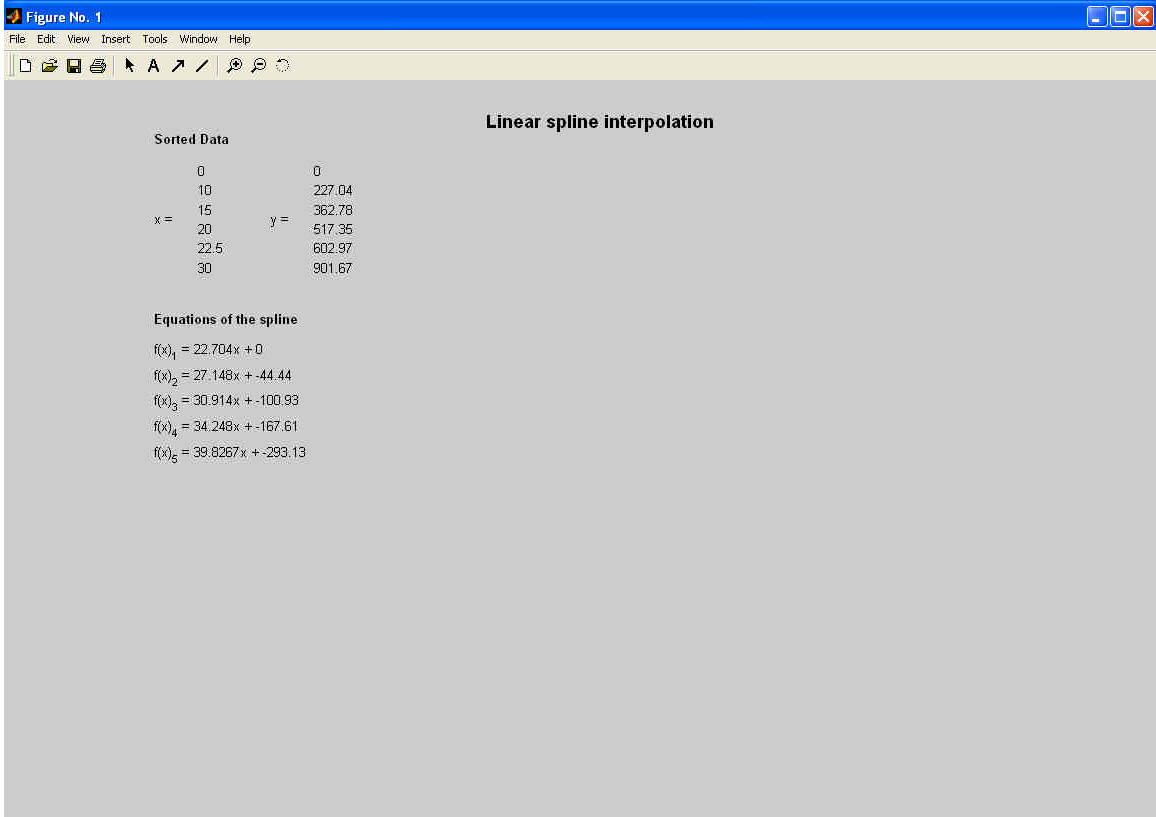 Figure No. 1
File Edit View Insert Tools Window Help
A
Linear spline interpolation
Sorted Data
x =
0
10
15
20
22.5
30
y =
0
227.04
362.78
517.35
602.97
901.67
Equations of the spline
f(x)1 = 22.704x + 0
f(x)2 = 27.148x + -44.44
f(x)3 = 30.914x + -100.93
f(x)4 = 34.248x + -167.61
f(x)5 = 39.8267x + -293.13